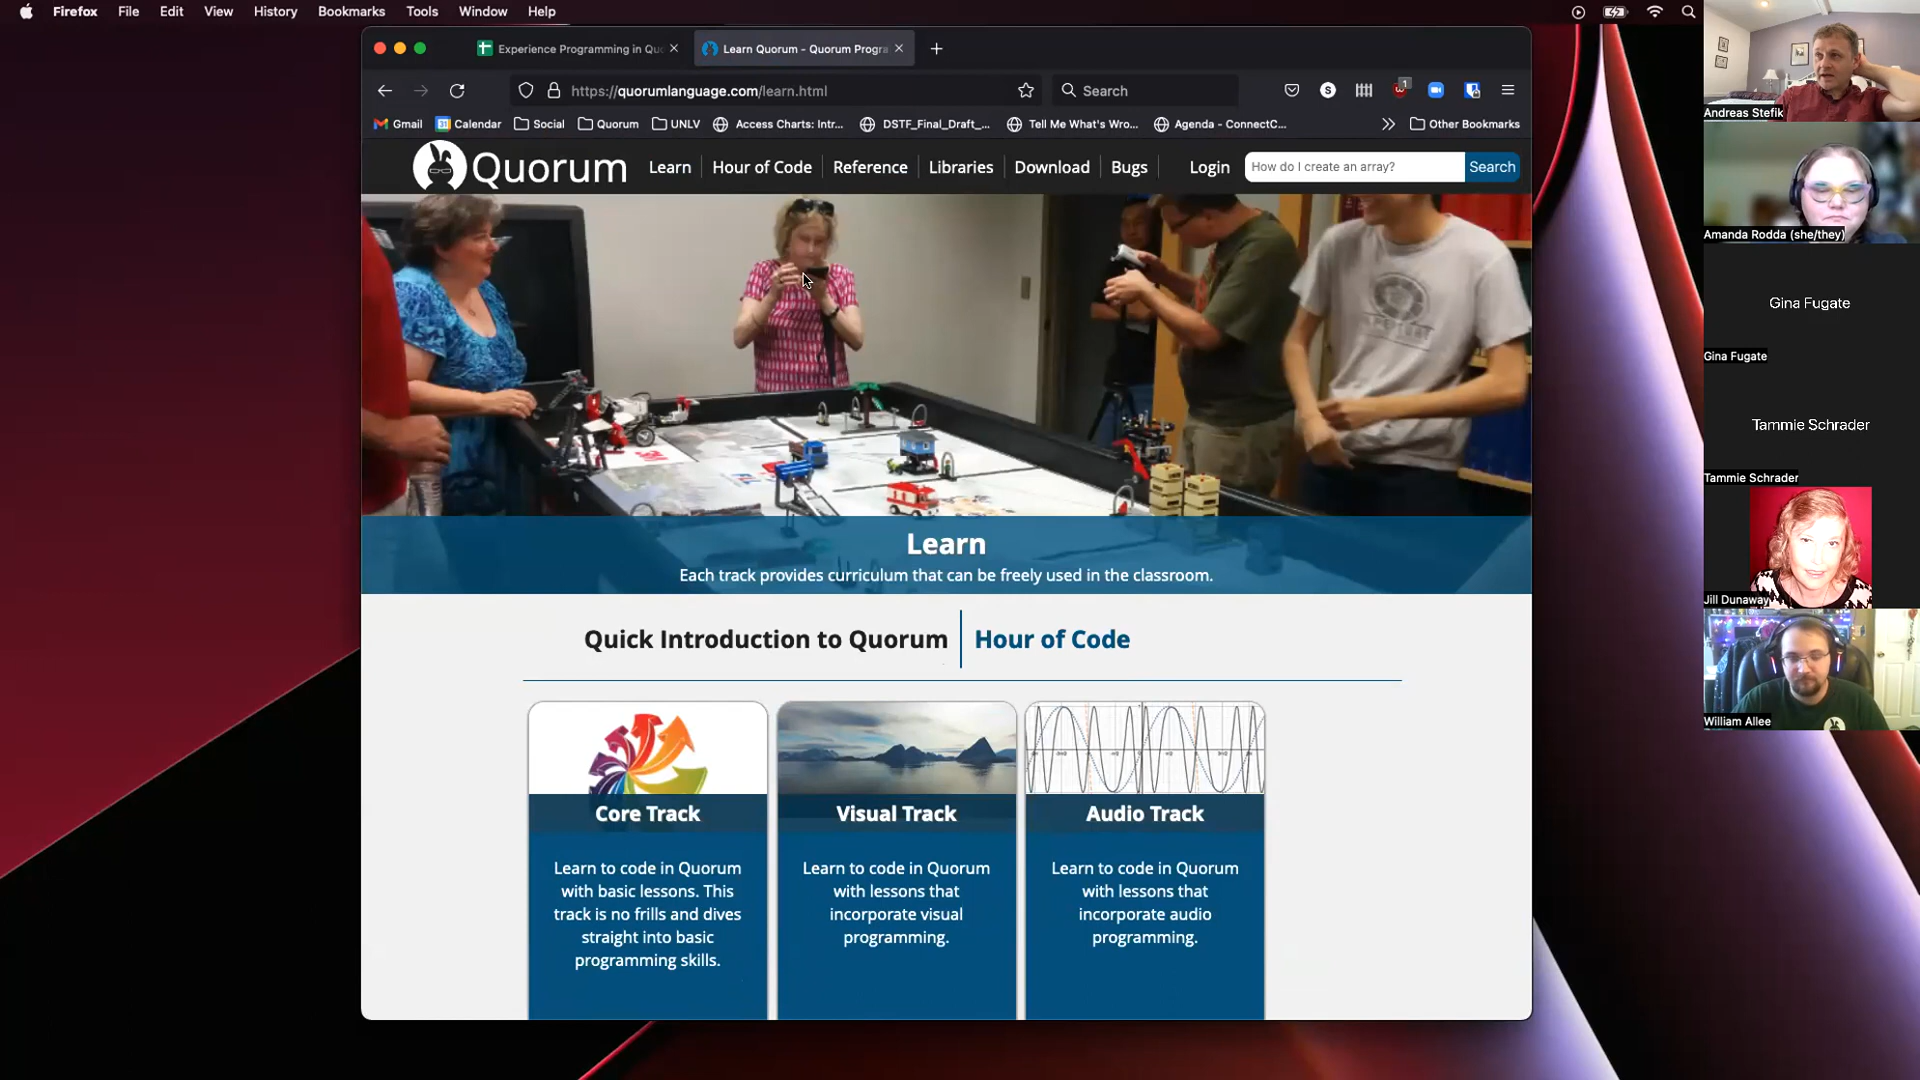 Firefox File Edit View History Bookmarks Tools Window Help
Experience Programming in Quo
Learn Quorum - Quorum Progra
https://quorumlanguage.com/learn.html
Search
1
Gmail
31 Calendar
Social
Quorum
UNLV
Access Charts: Intr...
DSTF_Final_Draft_...
Tell Me What's Wro...
Agenda - ConnectC...
Other Bookmarks
Quorum
Learn
Hour of Code
Reference
Libraries
Download
Bugs
Login
How do I create an array?
Search
Learn
Each track provides curriculum that can be freely used in the classroom.
Quick Introduction to Quorum
Hour of Code
Core Track
Learn to code in Quorum
with basic lessons. This
track is no frills and dives
straight into basic
programming skills.
Visual Track
Learn to code in Quorum
with lessons that
incorporate visual
programming.
Audio Track
Learn to code in Quorum
with lessons that
incorporate audio
programming.
Andreas Stefik
Amanda Rodda (she/they)
Gina Fugate
Gina Fugate
Tammie Schrader
Tammie Schrader
Jill Dunaway
William Allee